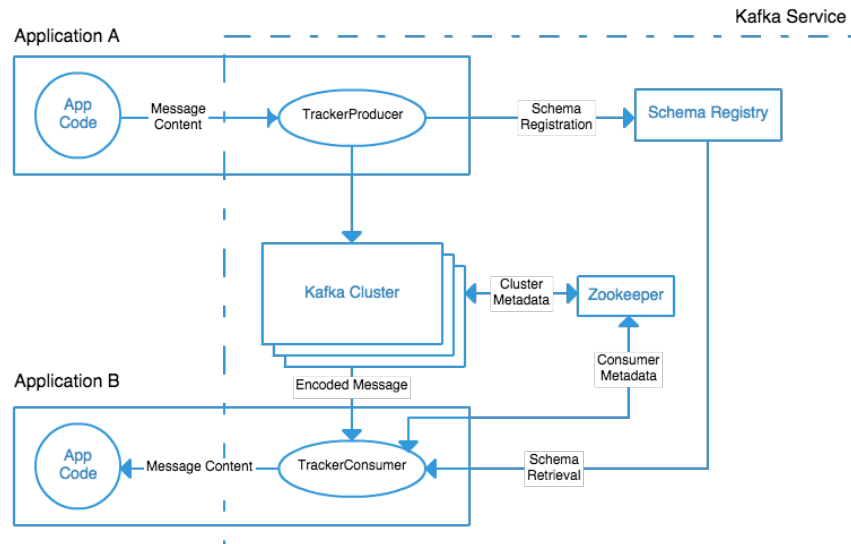 Kafka Service
Application A
App
Code
Message
Content
TrackerProducer
Schema
Registration
Schema Registry
Kafka Cluster
Cluster
Metadata
Zookeeper
Consumer
Metadata
Encoded Message
Application B
App
Code
Message Content
TrackerConsumer
Schema
Retrieval